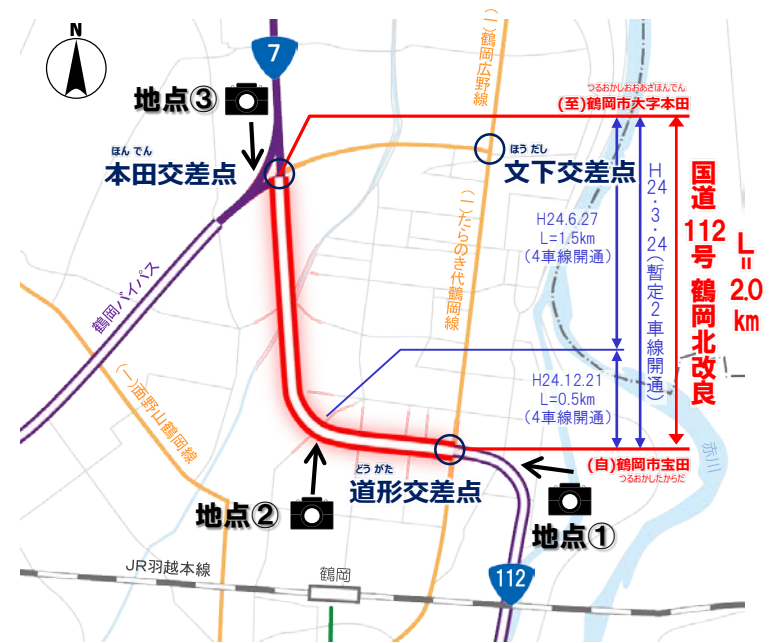 N
7
地点③
(一)鶴岡広野線
つるおかしおおあざほんでん
(至)鶴岡市大字本田
ほんでん
本田交差点
ほうだし
文下交差点
H24.6.27
L=1.5km
(4車線開通)
H24・3・24(暫定2車線開通)
国道112号 鶴岡北改良
L=2.0km
(一)たらのき代鶴岡線
鶴岡バイパス
(一)面野山鶴岡線
H24.12.21
L=0.5km
(4車線開通)
赤川
(自)鶴岡市宝田
つるおかしたからだ
どうがた
道形交差点
地点②
地点①
JR羽越本線
鶴岡
112